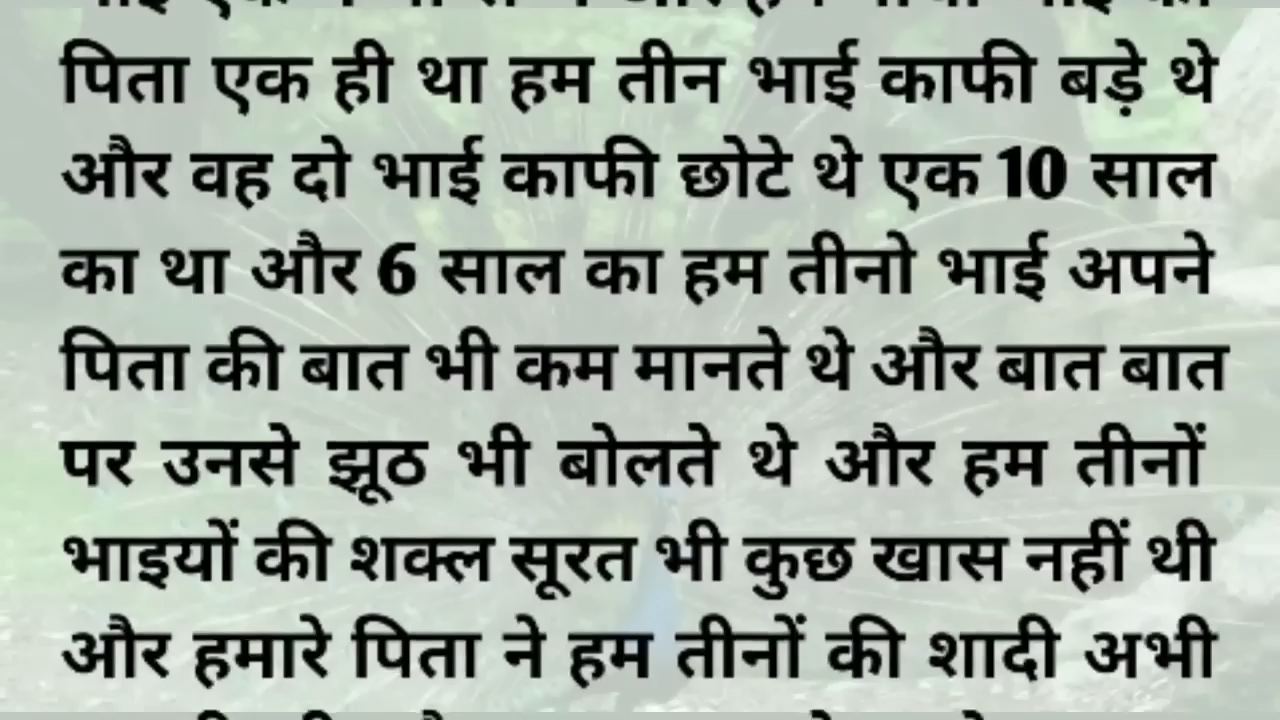 पिता एक ही था हम तीन भाई काफी बड़े थे
और वह दो भाई काफी छोटे थे एक 10 साल
का था और 6 साल का हम तीनो भाई अपने
पिता की बात भी कम मानते थे और बात बात
पर उनसे झूठ भी बोलते थे और हम तीनों
भाइयों की शक्ल सूरत भी कुछ खास नहीं थी
और हमारे पिता ने हम तीनों की शादी अभी